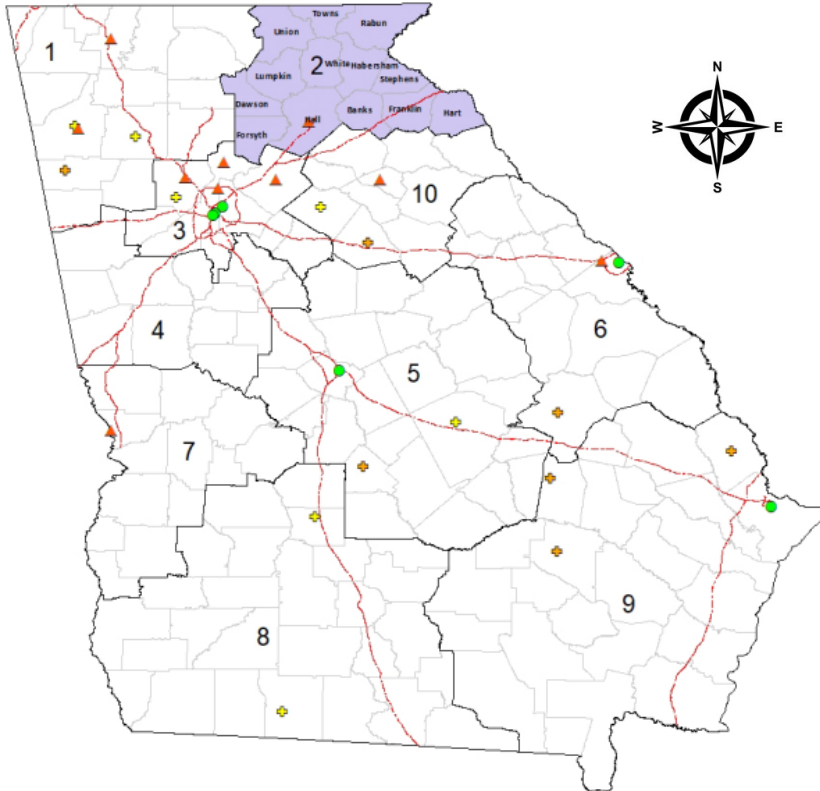 Towns
Rabun
Union
1
2
White
Habersham
Stephens
Lumpkin
N
W
E
S
Dawson
Hall
Banks
Franklin
Hart
Forsyth
10
3
4
6
5
7
9
8